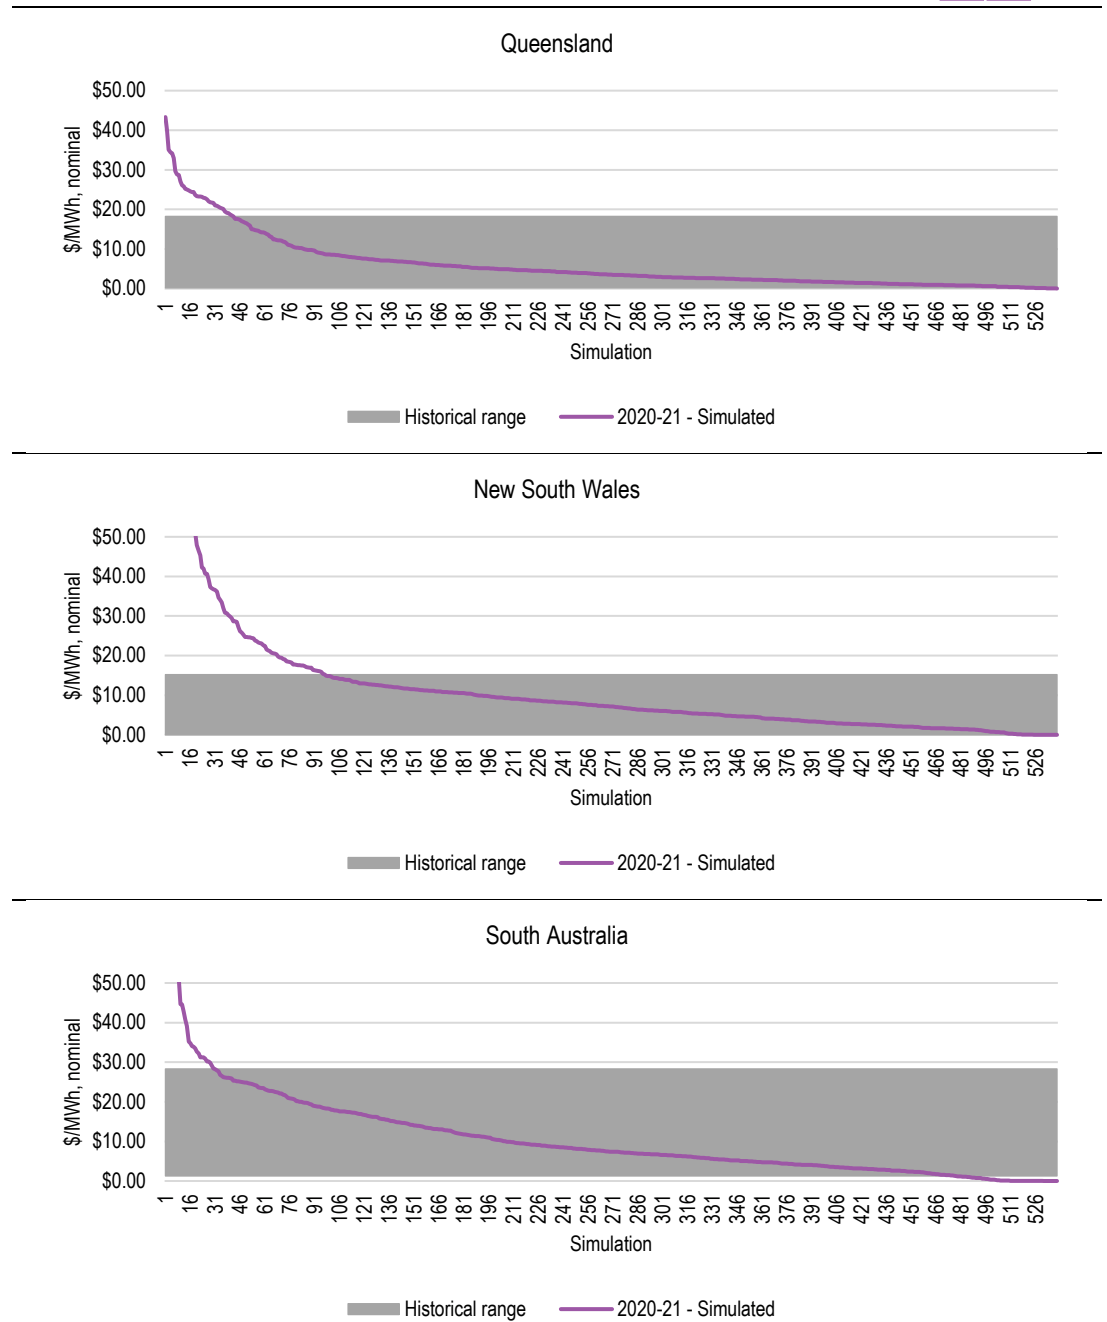 Queensland
$/MWh, nominal
$50.00
$40.00
$30.00
$20.00
$10.00
$0.00
1 16 31 46 61 76 91 106 121 136 151 166 181 196 211 226 241 256 271 286 301 316 331 346 361 376 391 406 421 436 451 466 481 496 511 526
Simulation
Historical range 2020-21 - Simulated
New South Wales
$/MWh, nominal
$50.00
$40.00
$30.00
$20.00
$10.00
$0.00
1 16 31 46 61 76 91 106 121 136 151 166 181 196 211 226 241 256 271 286 301 316 331 346 361 376 391 406 421 436 451 466 481 496 511 526
Simulation
Historical range 2020-21 - Simulated
South Australia
$/MWh, nominal
$50.00
$40.00
$30.00
$20.00
$10.00
$0.00
1 16 31 46 61 76 91 106 121 136 151 166 181 196 211 226 241 256 271 286 301 316 331 346 361 376 391 406 421 436 451 466 481 496 511 526
Simulation
Historical range 2020-21 - Simulated